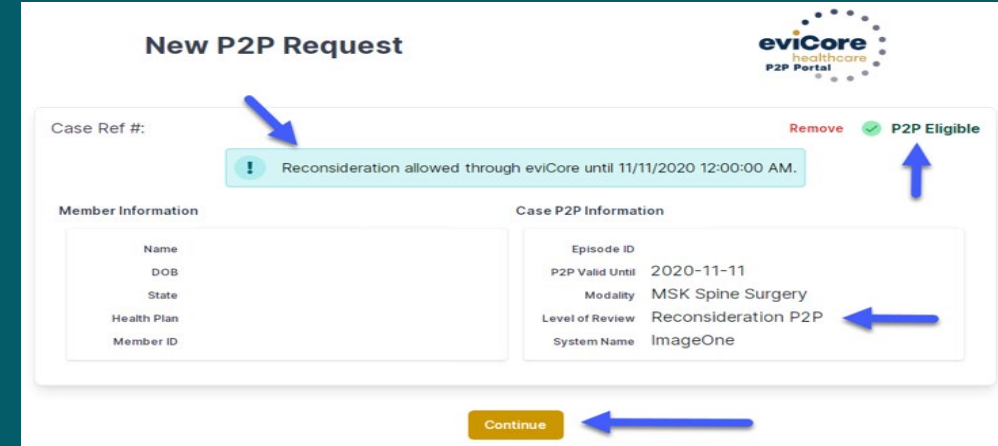 New P2P Request
eviCore
healthcare
P2P Portal
Case Ref #:
Remove
P2P Eligible
! Reconsideration allowed through eviCore until 11/11/2020 12:00:00 AM.
Member Information
Name
DOB
State
Health Plan
Member ID
Case P2P Information
Episode ID
P2P Valid Until 2020-11-11
Modality MSK Spine Surgery
Level of Review Reconsideration P2P
System Name ImageOne
Continue